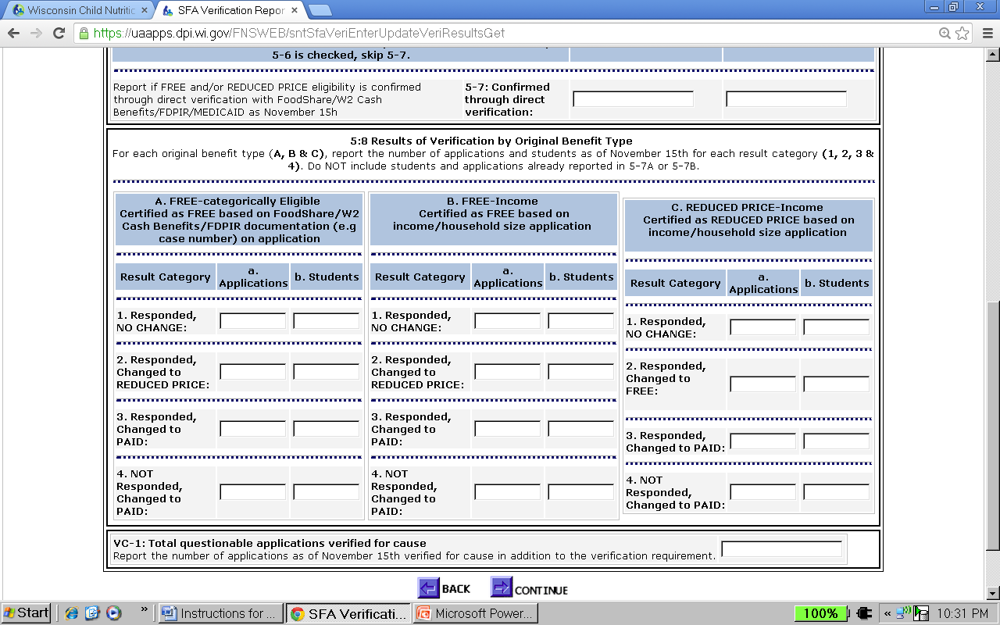 Wisconsin Child Nutritic
SFA Verification Repor
https://uaapps.dpi.wi.gov/FNSWEB/sntSfaVeriEnterUpdateVeriResultsGet
5-6 is checked, skip 5-7.
Report if FREE and/or REDUCED PRICE eligibility is confirmed
through direct verification with FoodShare/W2 Cash
Benefits/FDPIR/MEDICAID as November 15h
5-7: Confirmed
through direct
verification:
5:8 Results of Verification by Original Benefit Type
For each original benefit type (A, B & C), report the number of applications and students as of November 15th for each result category (1, 2, 3 &
4). Do NOT include students and applications already reported in 5-7A or 5-7B.
A. FREE-categorically Eligible
Certified as FREE based on FoodShare/W2
Cash Benefits/FDPIR documentation (e.g
case number) on application
Result Category
a.
Applications
b. Students
1. Responded,
NO CHANGE:
2. Responded,
Changed to
REDUCED PRICE:
3. Responded,
Changed to
PAID:
4. NOT
Responded,
Changed to
PAID:
B. FREE-Income
Certified as FREE based on
income/household size application
Result Category
a.
Applications
b. Students
1. Responded,
NO CHANGE:
2. Responded,
Changed to
REDUCED PRICE:
3. Responded,
Changed to
PAID:
4. NOT
Responded,
Changed to
PAID:
C. REDUCED PRICE-Income
Certified as REDUCED PRICE based on
income/household size application
Result Category
a.
Applications
b. Students
1. Responded,
NO CHANGE:
2. Responded,
Changed to
FREE:
3. Responded,
Changed to PAID:
4. NOT
Responded,
Changed to PAID:
VC-1: Total questionable applications verified for cause
Report the number of applications as of November 15th verified for cause in addition to the verification requirement.
BACK
CONTINUE
Start
»
Instructions for ...
SFA Verificati...
Microsoft Power...
100%
«
10:31 PM